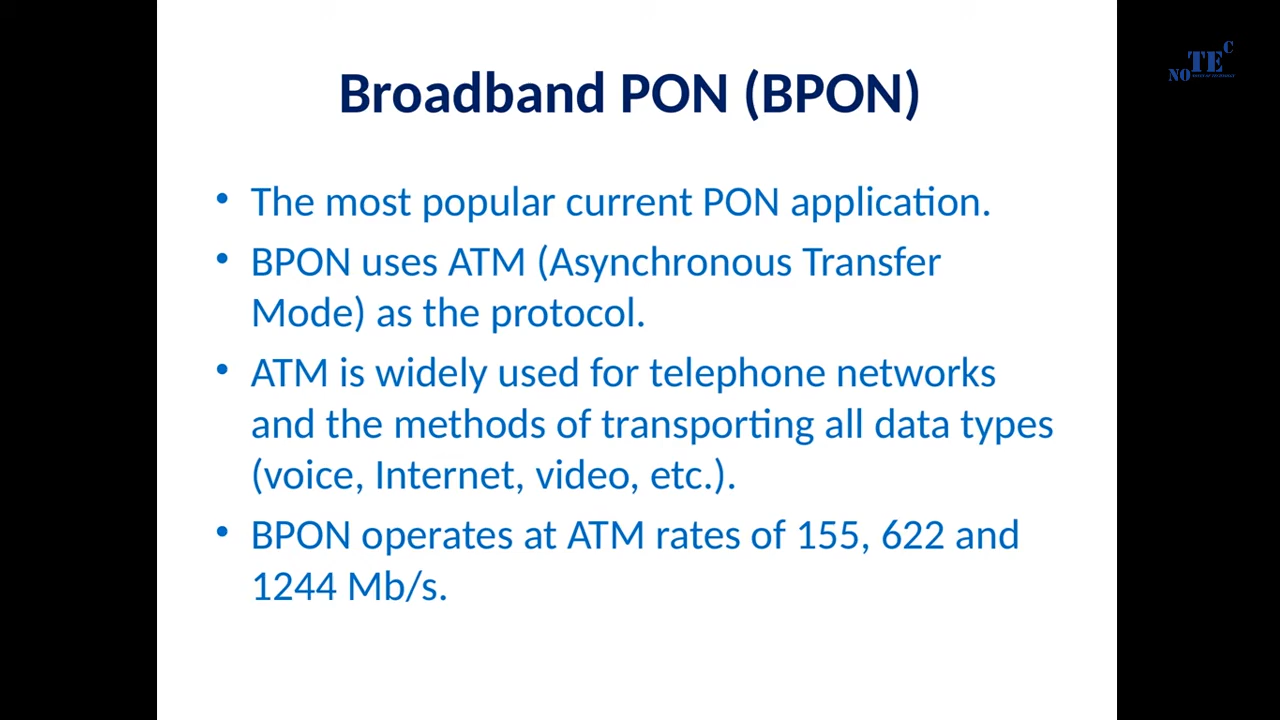 Broadband PON (BPON)
• The most popular current PON application.
• BPON uses ATM (Asynchronous Transfer
Mode) as the protocol.
• ATM is widely used for telephone networks
and the methods of transporting all data types
(voice, Internet, video, etc.).
• BPON operates at ATM rates of 155, 622 and
1244 Mb/s.
NOTEC